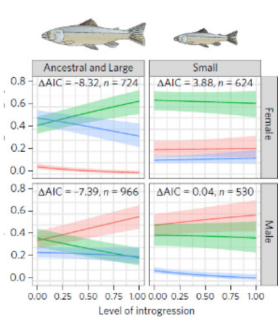 Ancestral and Large Small
ΔAIC = -8.32, n = 724 ΔAIC = 3.88, n = 624
0.8
0.6
0.4
0.2
0.0
Female
ΔAIC = -7.39, n = 966 ΔAIC = 0.04, n = 530
0.8
0.6
0.4
0.2
0.0
Male
0.00 0.25 0.50 0.75 1.00 0.00 0.25 0.50 0.75 1.00
Level of introgression